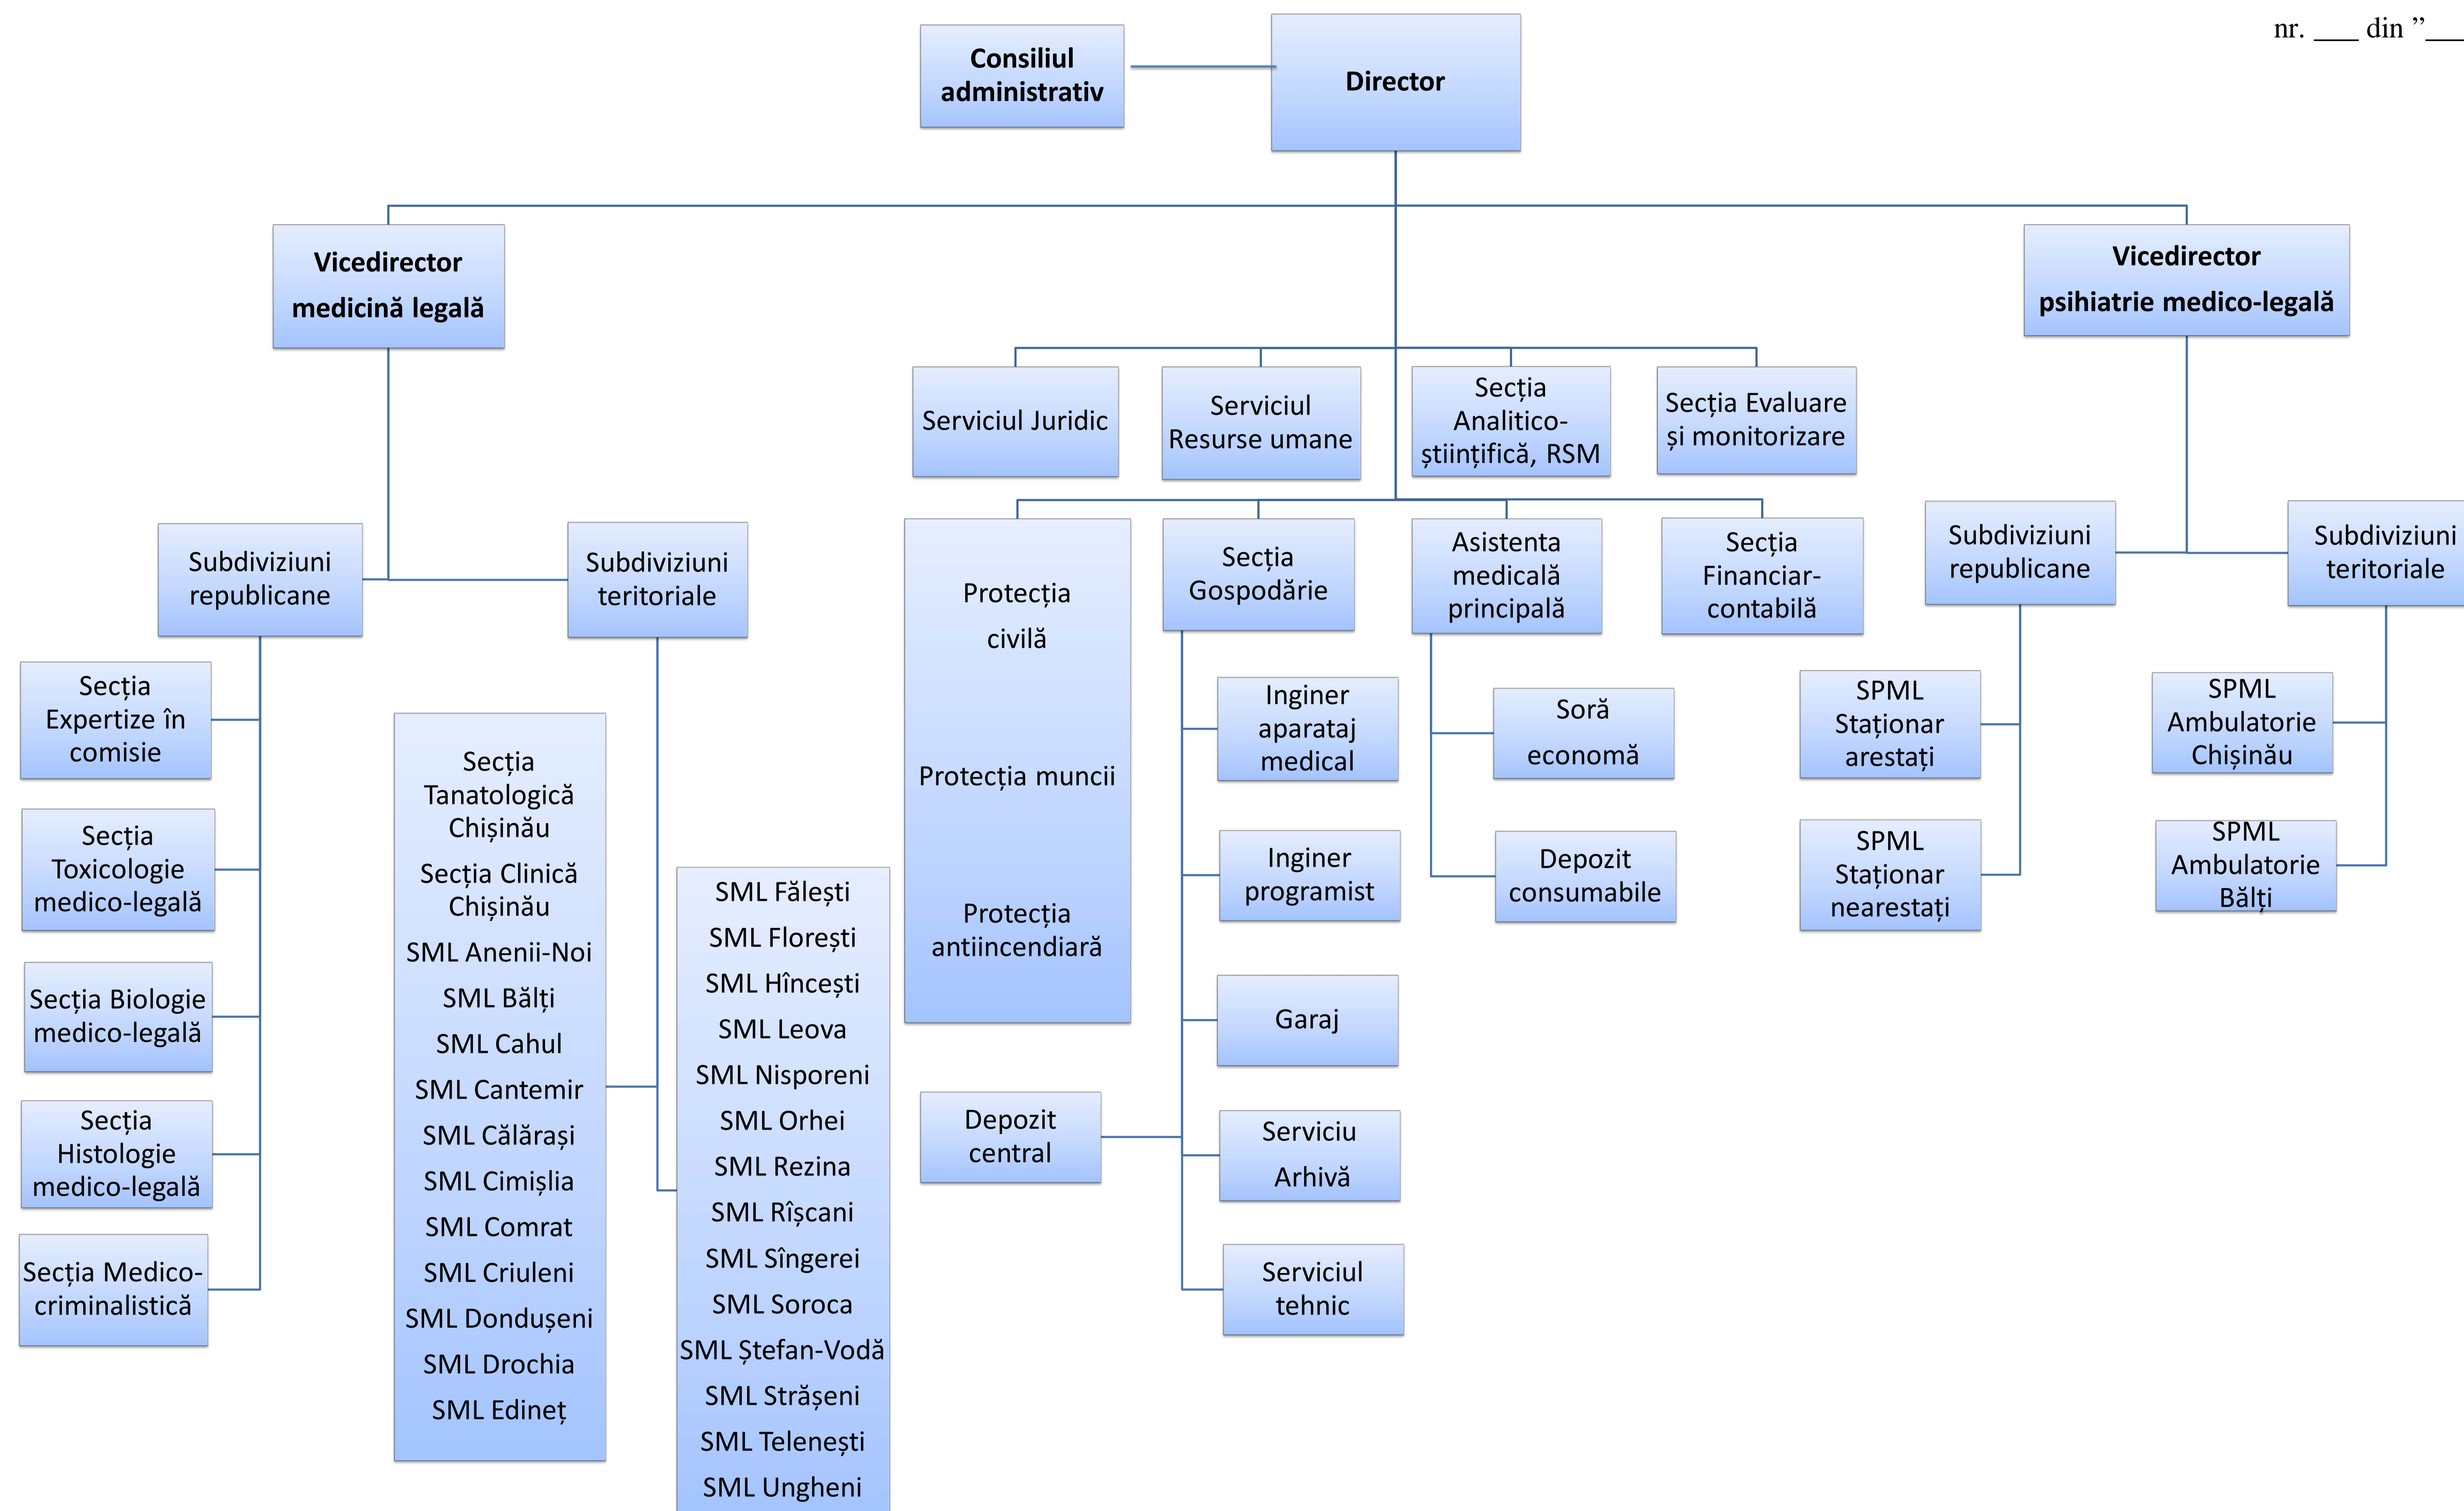 nr. ___ din ”___
Consiliul
administrativ
Director
Vicedirector
medicină legală
Vicedirector
psihiatrie medico-legală
Serviciul Juridic
Serviciul
Resurse umane
Secția
Analitico-
științifică, RSM
Secția Evaluare
și monitorizare
Subdiviziuni
republicane
Subdiviziuni
teritoriale
Protecția
civilă
Protecția muncii
Protecția
antiincendiară
Secția
Gospodărie
Asistenta
medicală
principală
Secția
Financiar-
contabilă
Subdiviziuni
republicane
Subdiviziuni
teritoriale
Secția
Expertize în
comisie
Secția
Toxicologie
medico-legală
Secția Biologie
medico-legală
Secția
Histologie
medico-legală
Secția Medico-
criminalistică
Secția
Tanatologică
Chișinău
Secția Clinică
Chișinău
SML Anenii-Noi
SML Bălți
SML Cahul
SML Cantemir
SML Călărași
SML Cimișlia
SML Comrat
SML Criuleni
SML Dondușeni
SML Drochia
SML Edineț
SML Fălești
SML Florești
SML Hîncești
SML Leova
SML Nisporeni
SML Orhei
SML Rezina
SML Rîșcani
SML Sîngerei
SML Soroca
SML Ștefan-Vodă
SML Strășeni
SML Telenești
SML Ungheni
Inginer
aparataj
medical
Inginer
programist
Garaj
Depozit
central
Serviciu
Arhivă
Serviciul
tehnic
Soră
economă
Depozit
consumabile
SPML
Staționar
arestați
SPML
Staționar
nearestați
SPML
Ambulatorie
Chișinău
SPML
Ambulatorie
Bălți